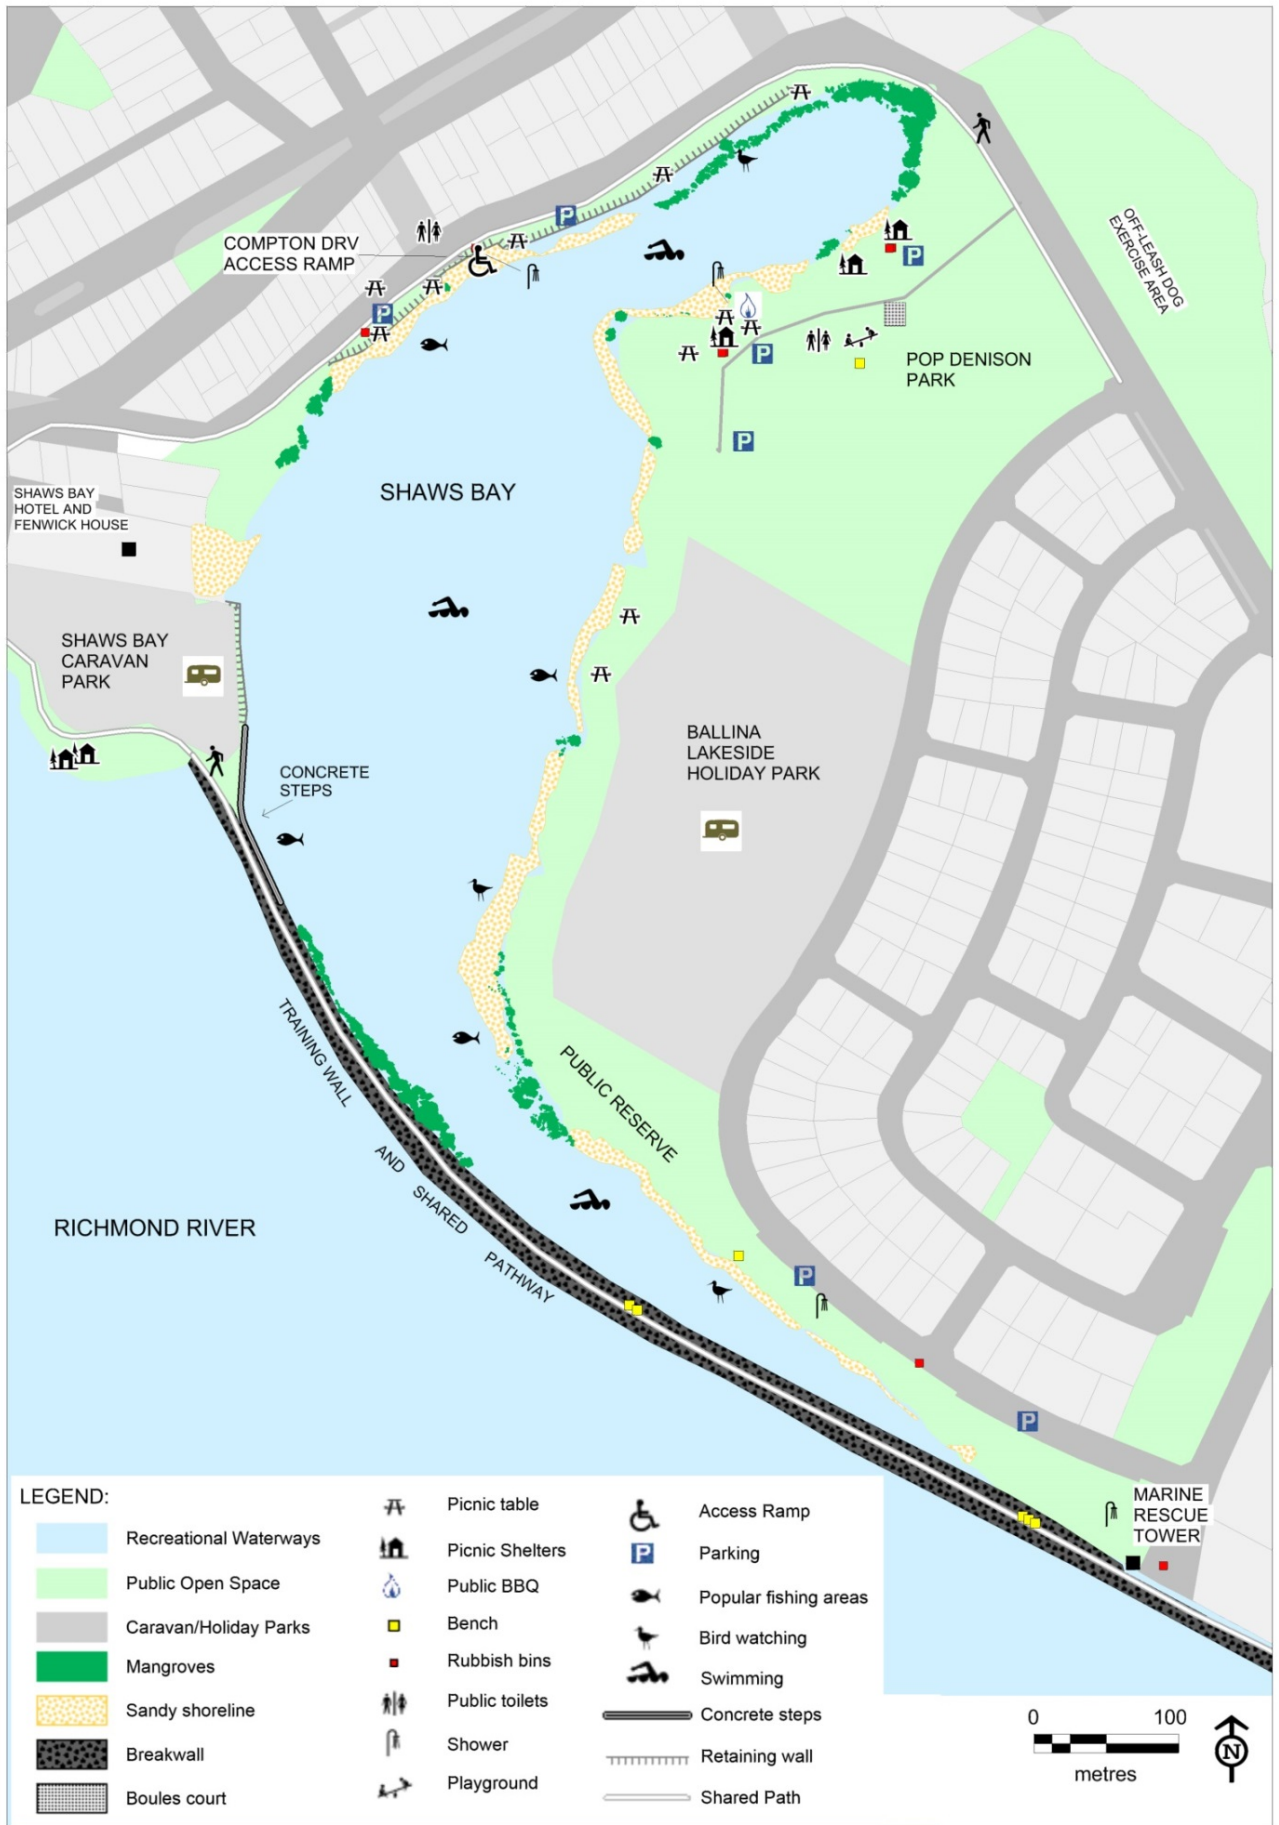 COMPTON DRV
ACCESS RAMP
OFF-LEASH DOG
EXERCISE AREA
P
P
P
P
P
POP DENISON
PARK
SHAWS BAY
SHAWS BAY
HOTEL AND
FENWICK HOUSE
SHAWS BAY
CARAVAN
PARK
BALLINA
LAKESIDE
HOLIDAY PARK
CONCRETE
STEPS
TRAINING WALL
AND SHARED PATHWAY
PUBLIC RESERVE
RICHMOND RIVER
P
P
MARINE
RESCUE
TOWER
LEGEND:
Recreational Waterways
Public Open Space
Caravan/Holiday Parks
Mangroves
Sandy shoreline
Breakwall
Boules court
Picnic table
Picnic Shelters
Public BBQ
Bench
Rubbish bins
Public toilets
Shower
Playground
Access Ramp
P Parking
Popular fishing areas
Bird watching
Swimming
Concrete steps
Retaining wall
Shared Path
0 100
metres
N